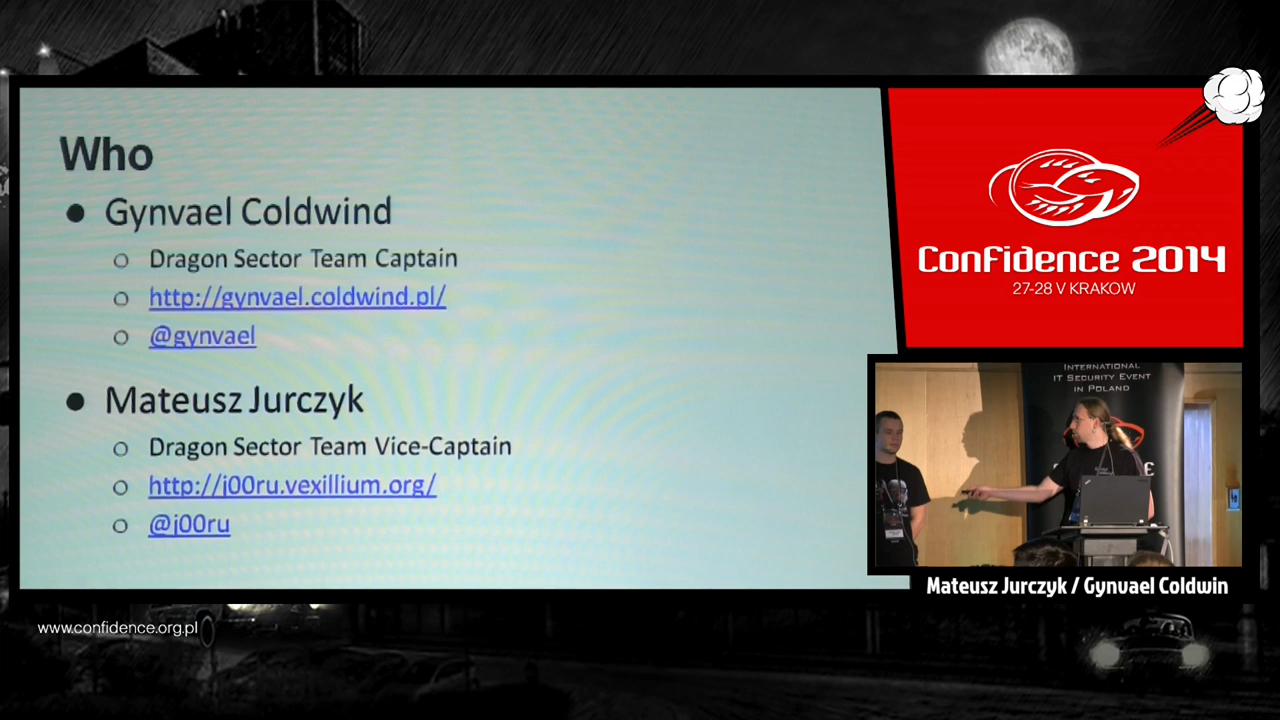 Who
Gynvael Coldwind
Dragon Sector Team Captain
http://gynvael.coldwind.pl/
@gynvael
Mateusz Jurczyk
Dragon Sector Team Vice-Captain
http://j00ru.vexillium.org/
@j00ru
Confidence 2014
27-28 V KRAKOW
International
IT Security Event
in Poland
Mateusz Jurczyk / Gynvael Coldwin
www.confidence.org.pl